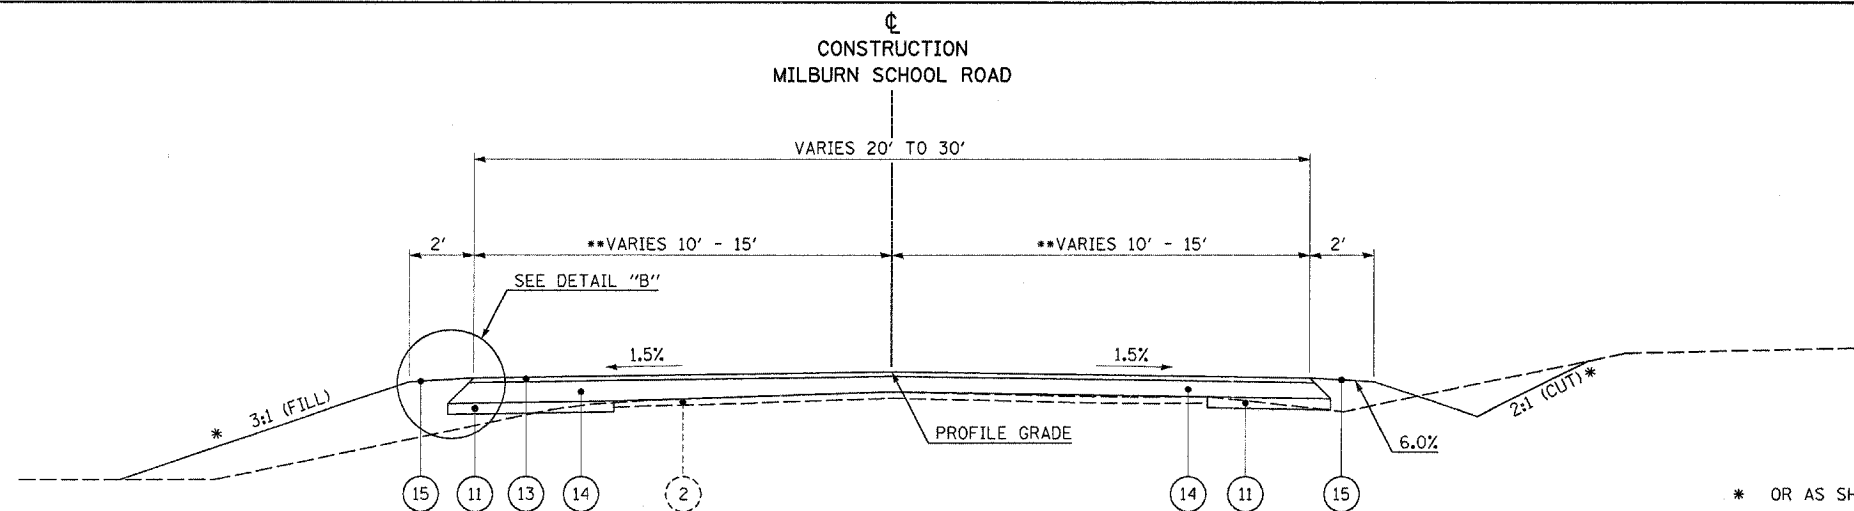 ℄
CONSTRUCTION
MILBURN SCHOOL ROAD
VARIES 20' TO 30'
2' **VARIES 10' - 15' **VARIES 10' - 15' 2'
SEE DETAIL "B"
1.5% 1.5%
* 3:1 (FILL)
2:1 (CUT)*
PROFILE GRADE
6.0%
15 11 13 14 2 14 11 15
* OR AS SH